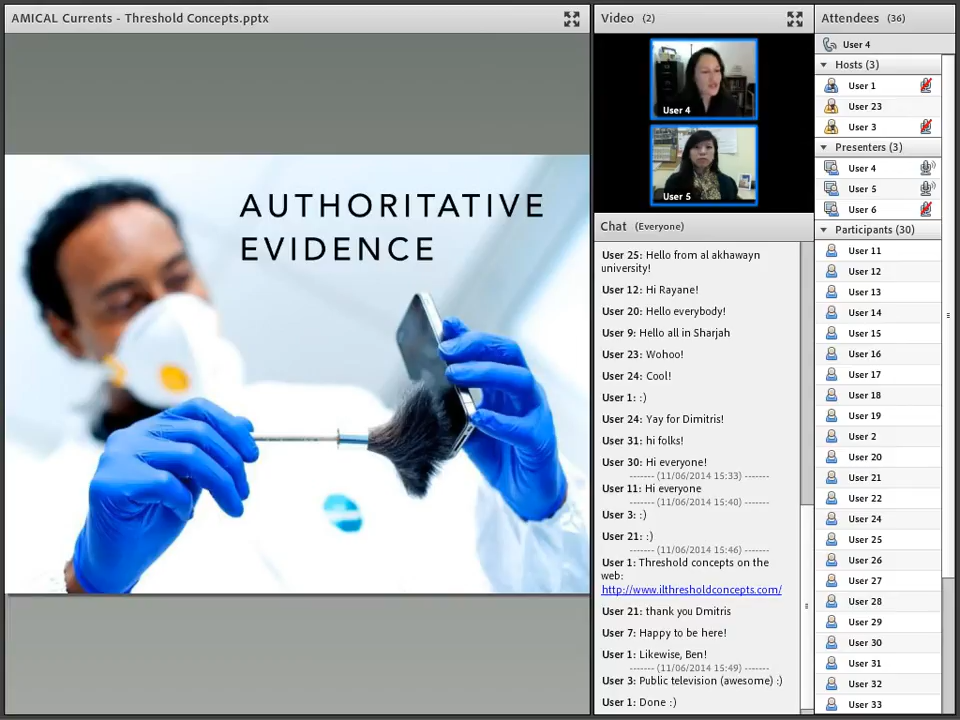 AMICAL Currents - Threshold Concepts.pptx
AUTHORITATIVE
EVIDENCE
Video (2)
User 4
User 5
Chat (Everyone)
User 25: Hello from al akhawayn
university!
User 12: Hi Rayane!
User 20: Hello everybody!
User 9: Hello all in Sharjah
User 23: Wohoo!
User 24: Cool!
User 1: :)
User 24: Yay for Dimitris!
User 31: hi folks!
User 30: Hi everyone!
------- (11/06/2014 15:33) -------
User 11: Hi everyone
------- (11/06/2014 15:40) -------
User 3: :)
User 21: :)
------- (11/06/2014 15:46) -------
User 1: Threshold concepts on the
web:
http://www.ilthresholdconcepts.com/
User 21: thank you Dmitris
User 7: Happy to be here!
User 1: Likewise, Ben!
------- (11/06/2014 15:49) -------
User 3: Public television (awesome) :)
User 1: Done :)
Attendees (36)
User 4
Hosts (3)
User 1
User 23
User 3
Presenters (3)
User 4
User 5
User 6
Participants (30)
User 11
User 12
User 13
User 14
User 15
User 16
User 17
User 18
User 19
User 2
User 20
User 21
User 22
User 24
User 25
User 26
User 27
User 28
User 29
User 30
User 31
User 32
User 33